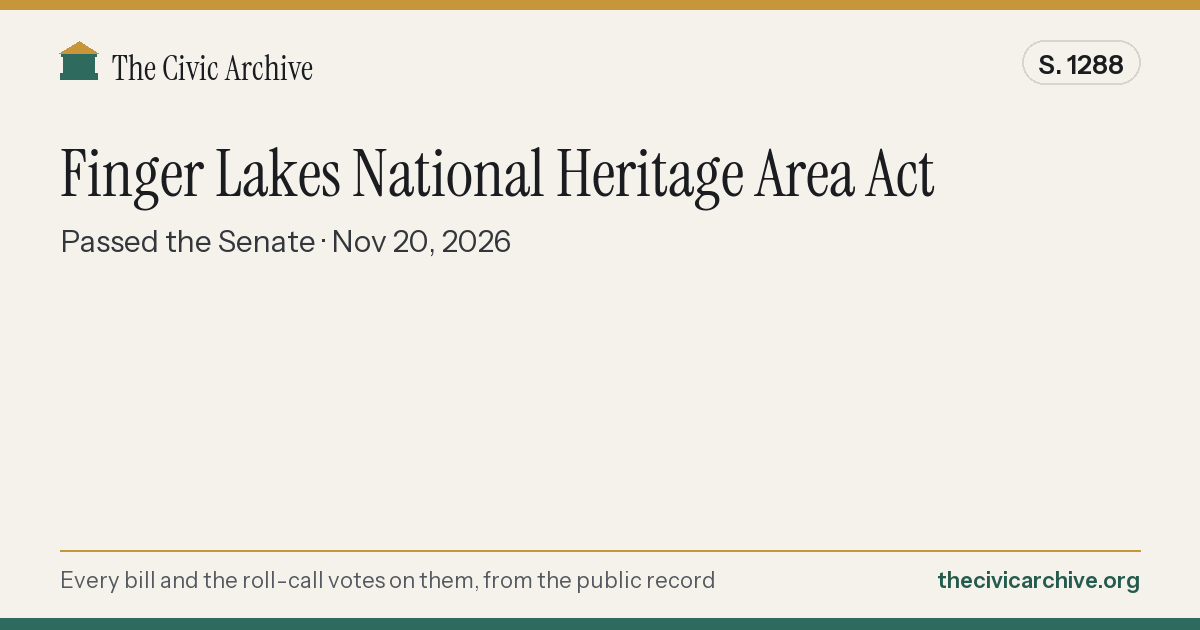 The Civic Archive
S. 1288
Finger Lakes National Heritage Area Act
Passed the Senate · Nov 20, 2026
Every bill and the roll-call votes on them, from the public record
thecivicarchive.org